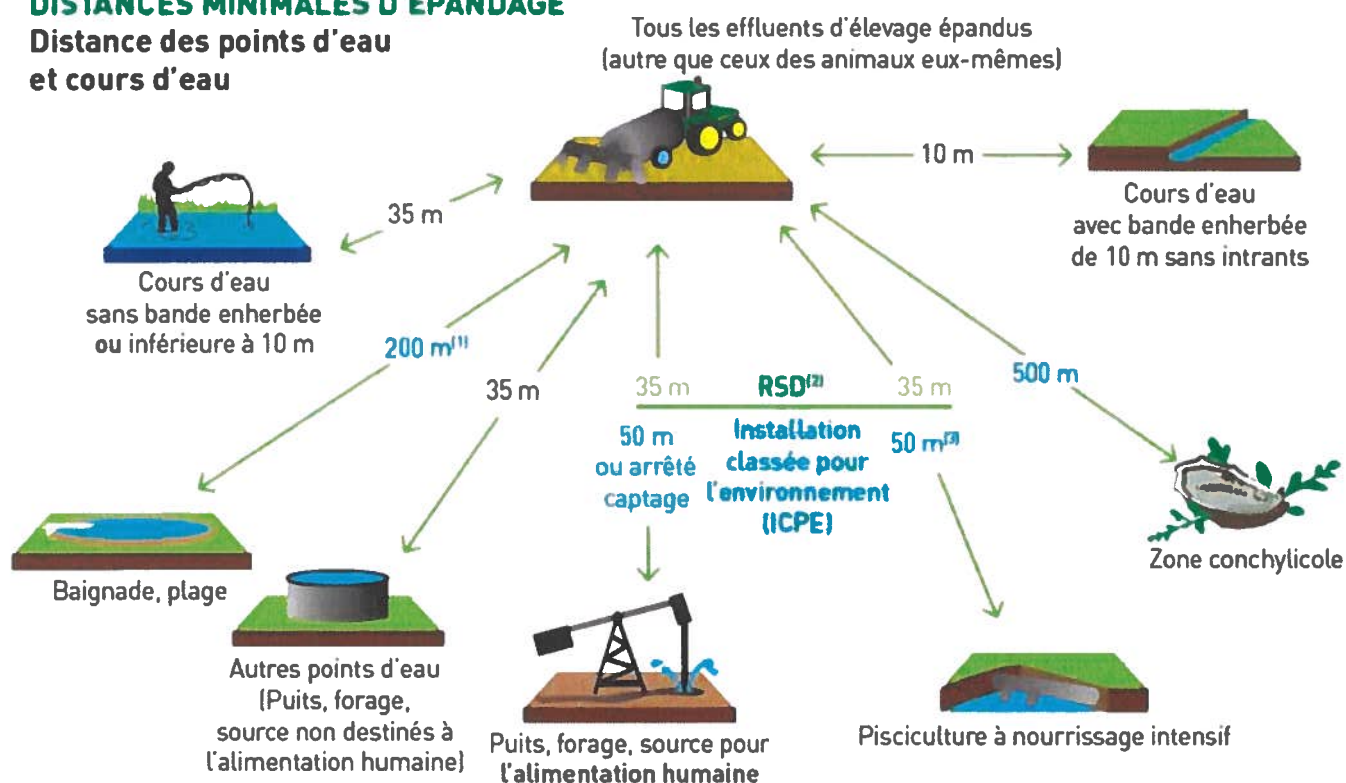 DISTANCES MINIMALES D'ÉPANDAGE
Distance des points d'eau
et cours d'eau
Tous les effluents d'élevage épandus
(autre que ceux des animaux eux-mêmes)
10 m
Cours d'eau
avec bande enherbée
de 10 m sans intrants
35 m
Cours d'eau
sans bande enherbée
ou inférieure à 10 m
200 m(1)
35 m
35 m
RSD(2)
35 m
500 m
50 m
ou arrêté
captage
Installation
classée pour
l'environnement
(ICPE)
50 m(3)
Zone conchylicole
Baignade, plage
Autres points d'eau
(Puits, forage,
source non destinés à
l'alimentation humaine)
Puits, forage, source pour
l'alimentation humaine
Pisciculture à nourrissage intensif